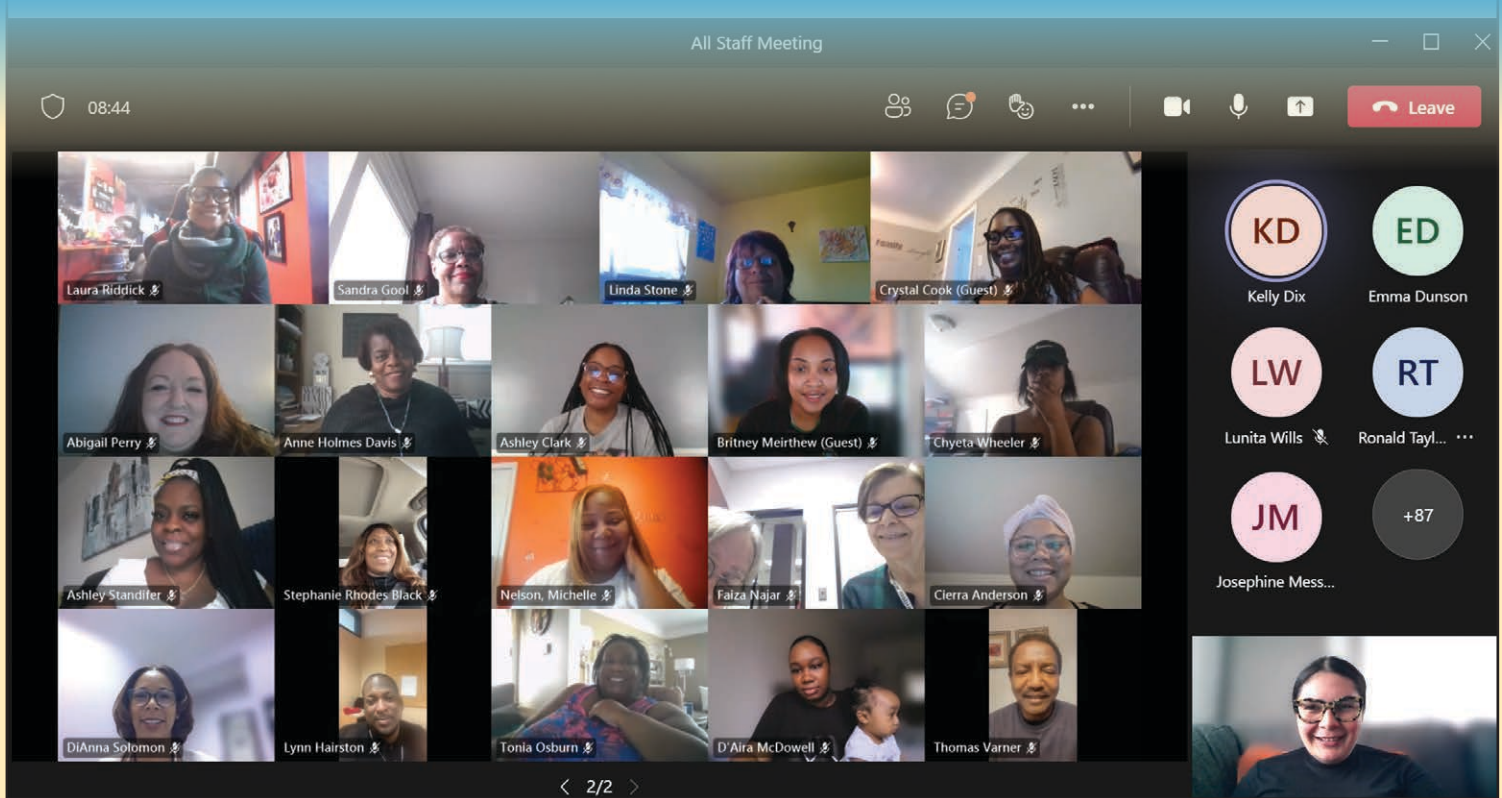 All Staff Meeting
08:44
Leave
Laura Riddick
Sandra Gool
Linda Stone
Crystal Cook (Guest)
KD
ED
Kelly Dix
Emma Dunson
Abigail Perry
Anne Holmes Davis
Ashley Clark
Britney Meirthew (Guest)
Chyeta Wheeler
LW
RT
Lunita Wills
Ronald Tayl...
Ashley Standifer
Stephanie Rhodes Black
Nelson, Michelle
Faiza Najar
Cierra Anderson
JM
+87
Josephine Mess...
DiAnna Solomon
Lynn Hairston
Tonia Osburn
D'Aira McDowell
Thomas Varner
2/2